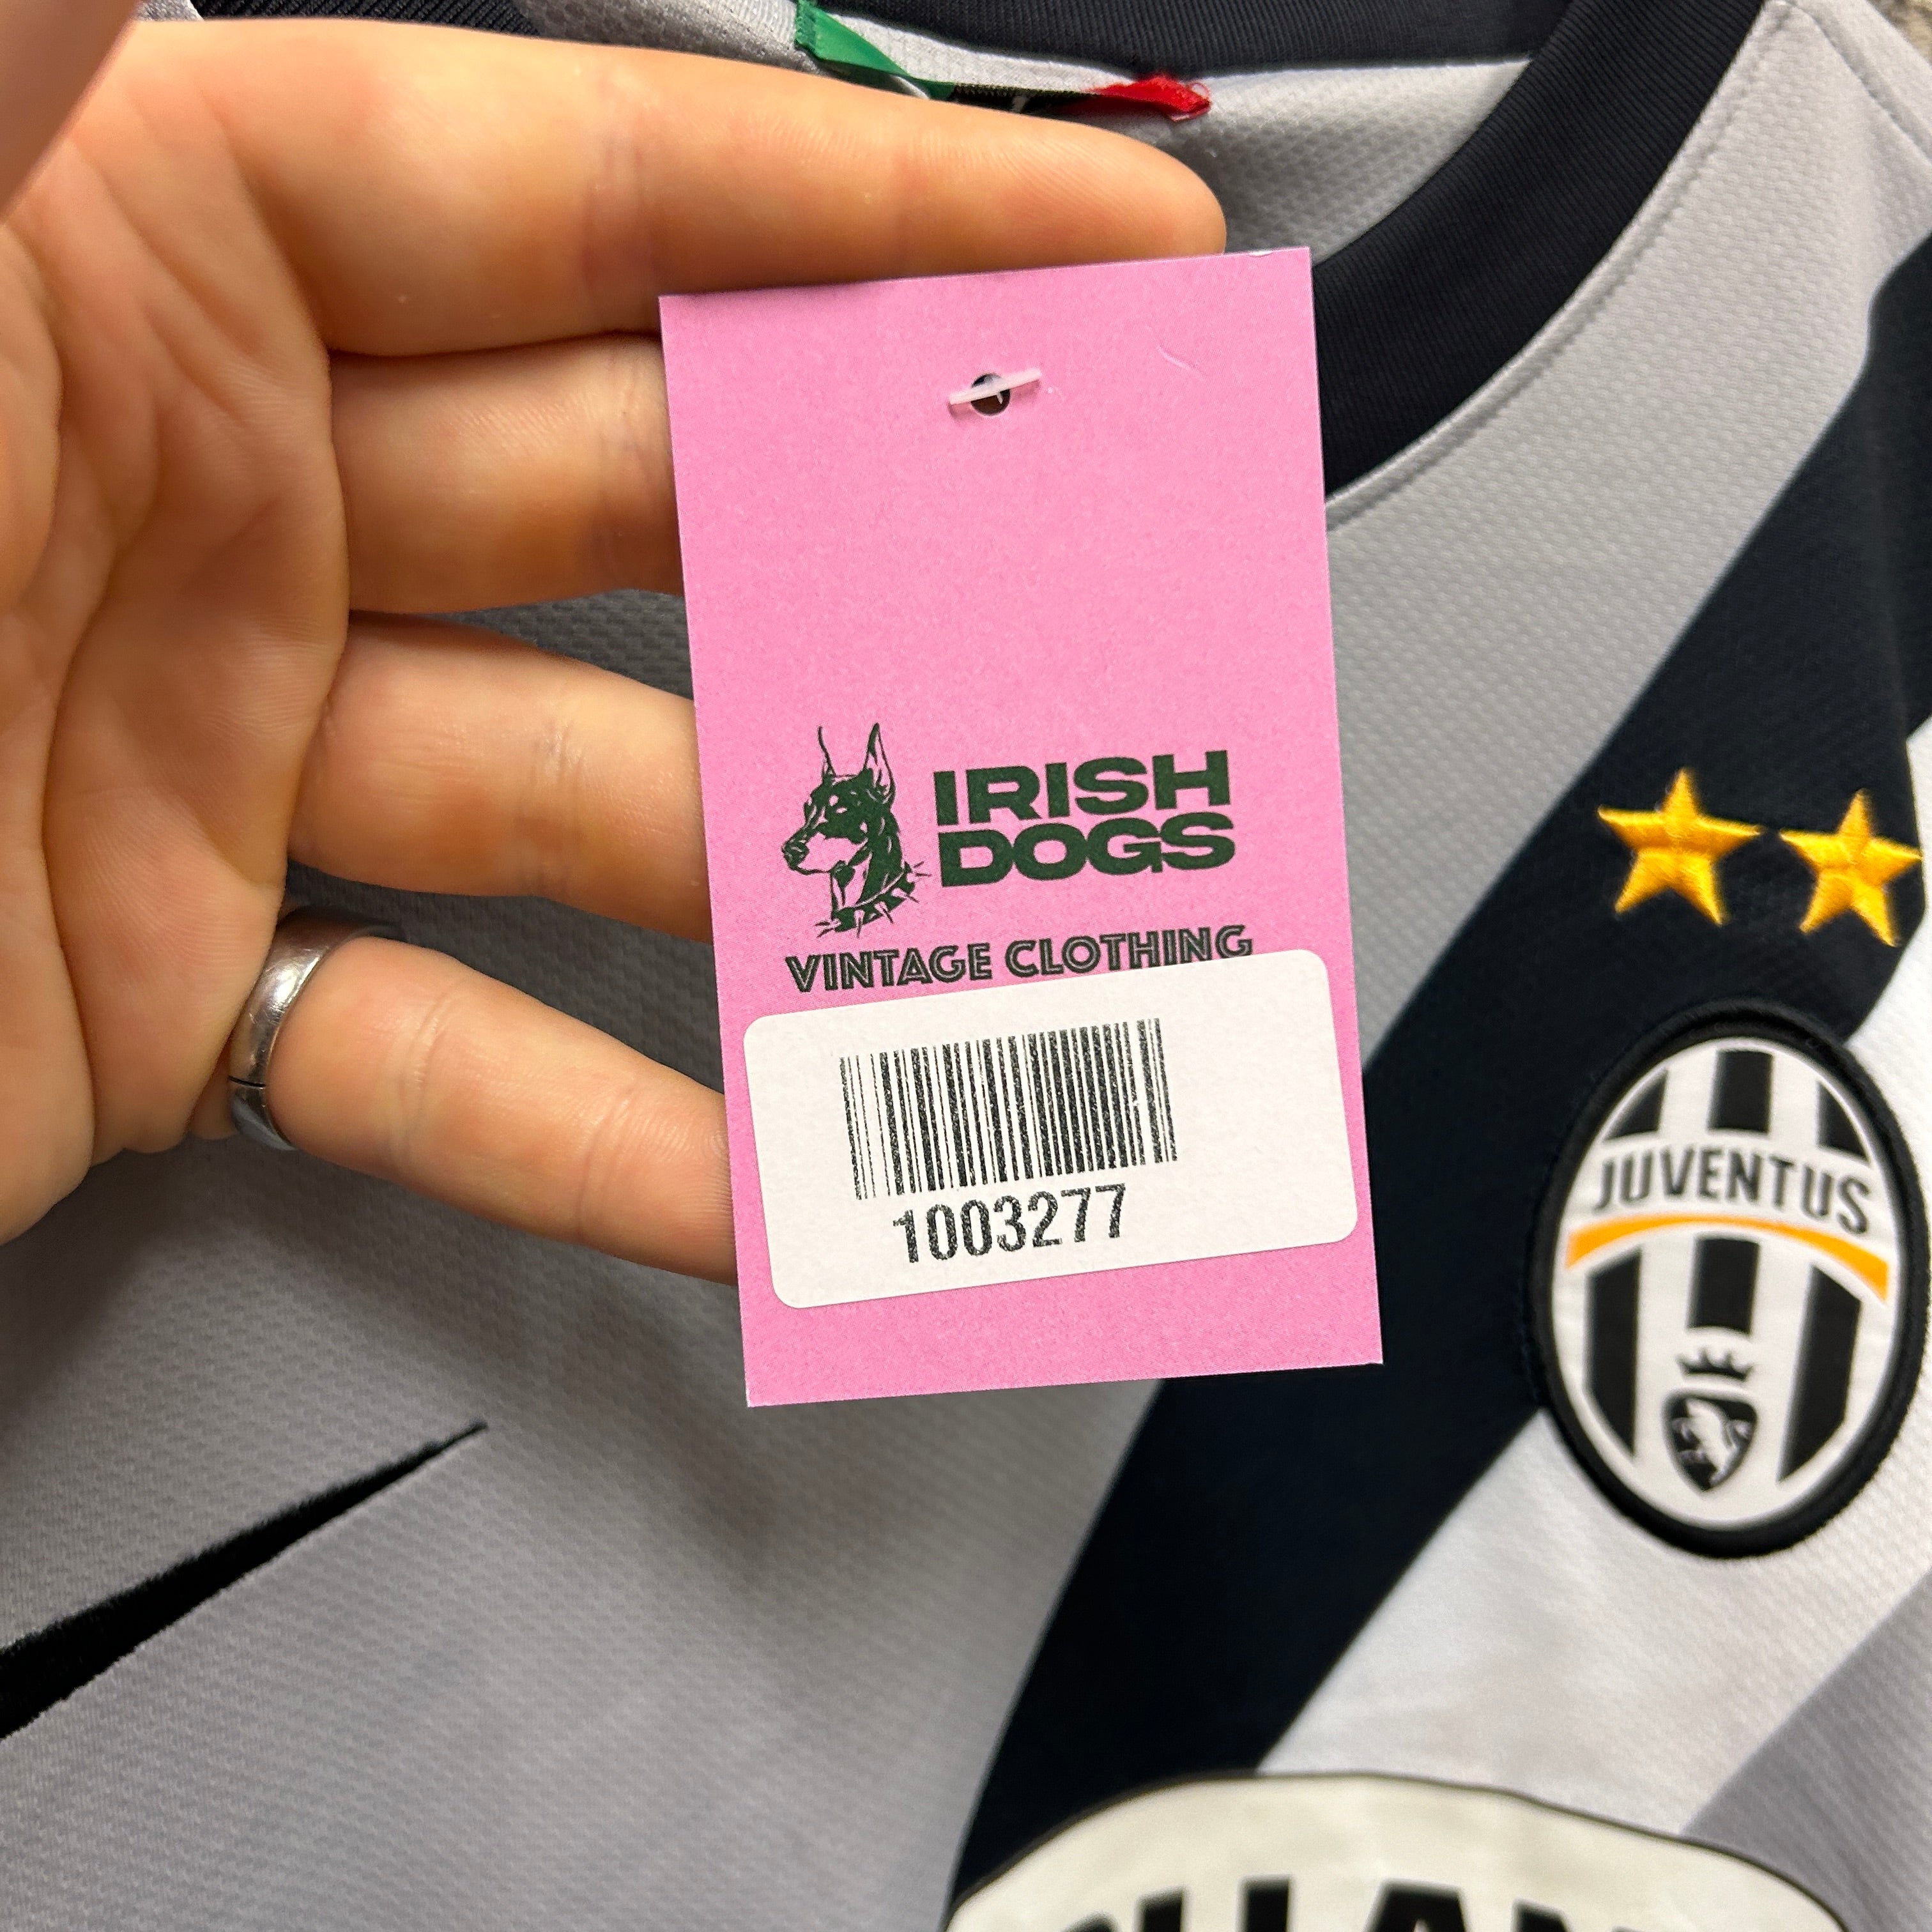 IRISH
DOGS
VINTAGE CLOTHING
1003277
JUVENTUS